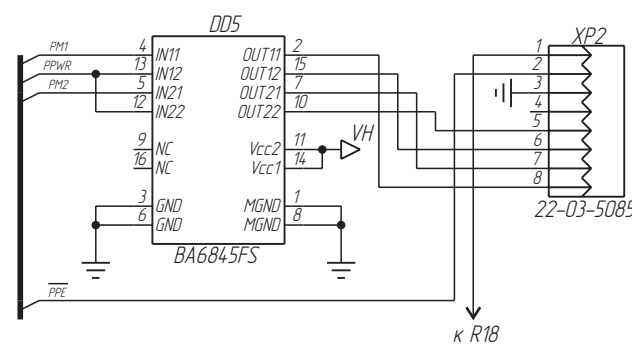 DD5
XP2
PM1 4 IN11 OUT11 2 1
PPWR 13 IN12 OUT12 15 2
PM2 5 IN21 OUT21 7 3
12 IN22 OUT22 10 4
5
VH
9 NC Vcc2 11 6
16 NC Vcc1 14 7
8
3 GND MGND 1
6 GND MGND 8
22-03-5085
BA6845FS
PPE
к R18